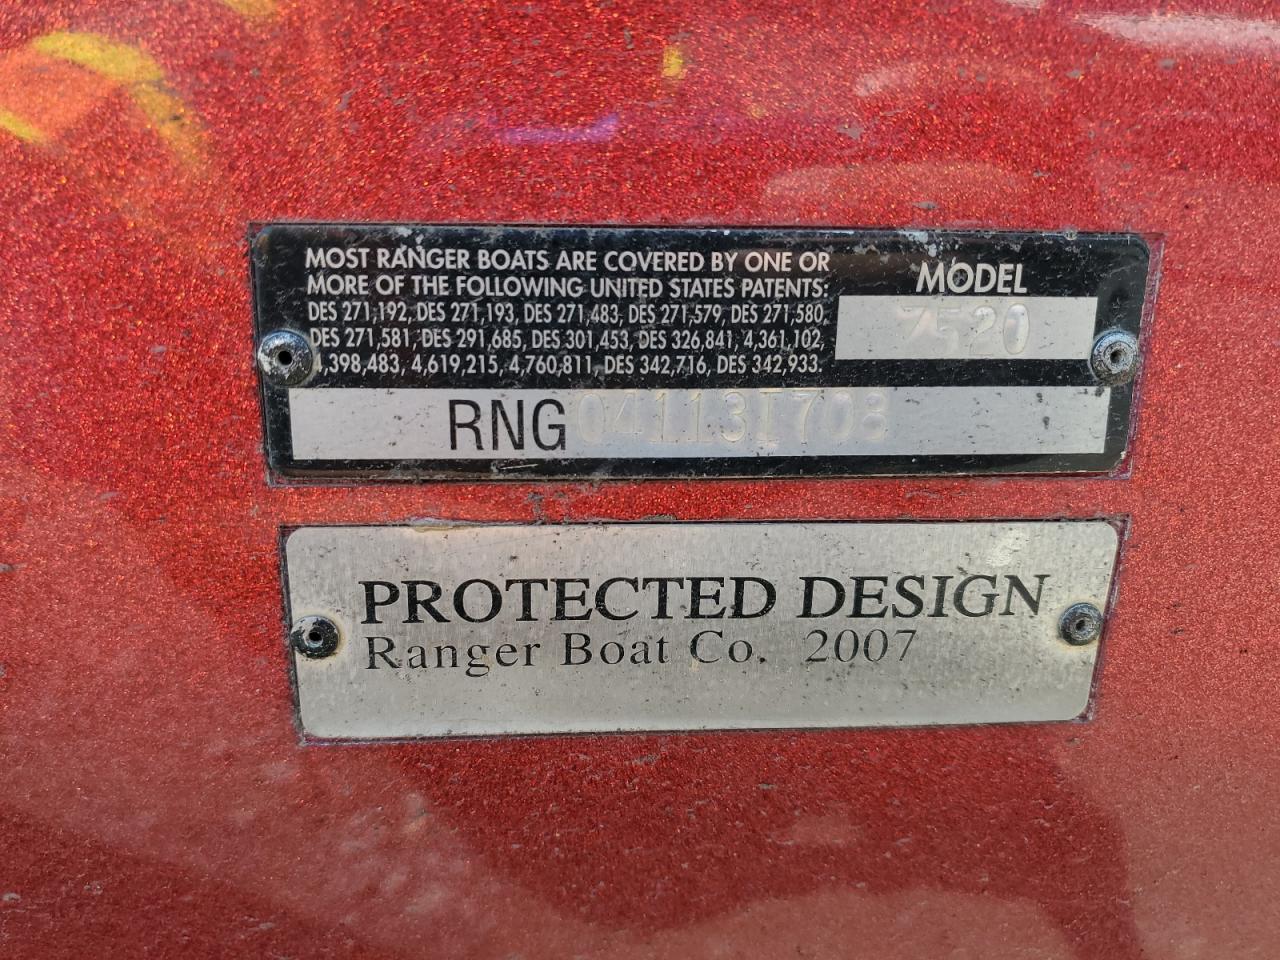 MOST RANGER BOATS ARE COVERED BY ONE OR
MORE OF THE FOLLOWING UNITED STATES PATENTS:
DES 271,192, DES 271,193, DES 271,483, DES 271,579, DES 271,580,
DES 271,581, DES 291,685, DES 301,453, DES 326,841, 4,361,102,
4,398,483, 4,619,215, 4,760,811, DES 342,716, DES 342,933.
MODEL
Z520
RNG04113I708
PROTECTED DESIGN
Ranger Boat Co. 2007